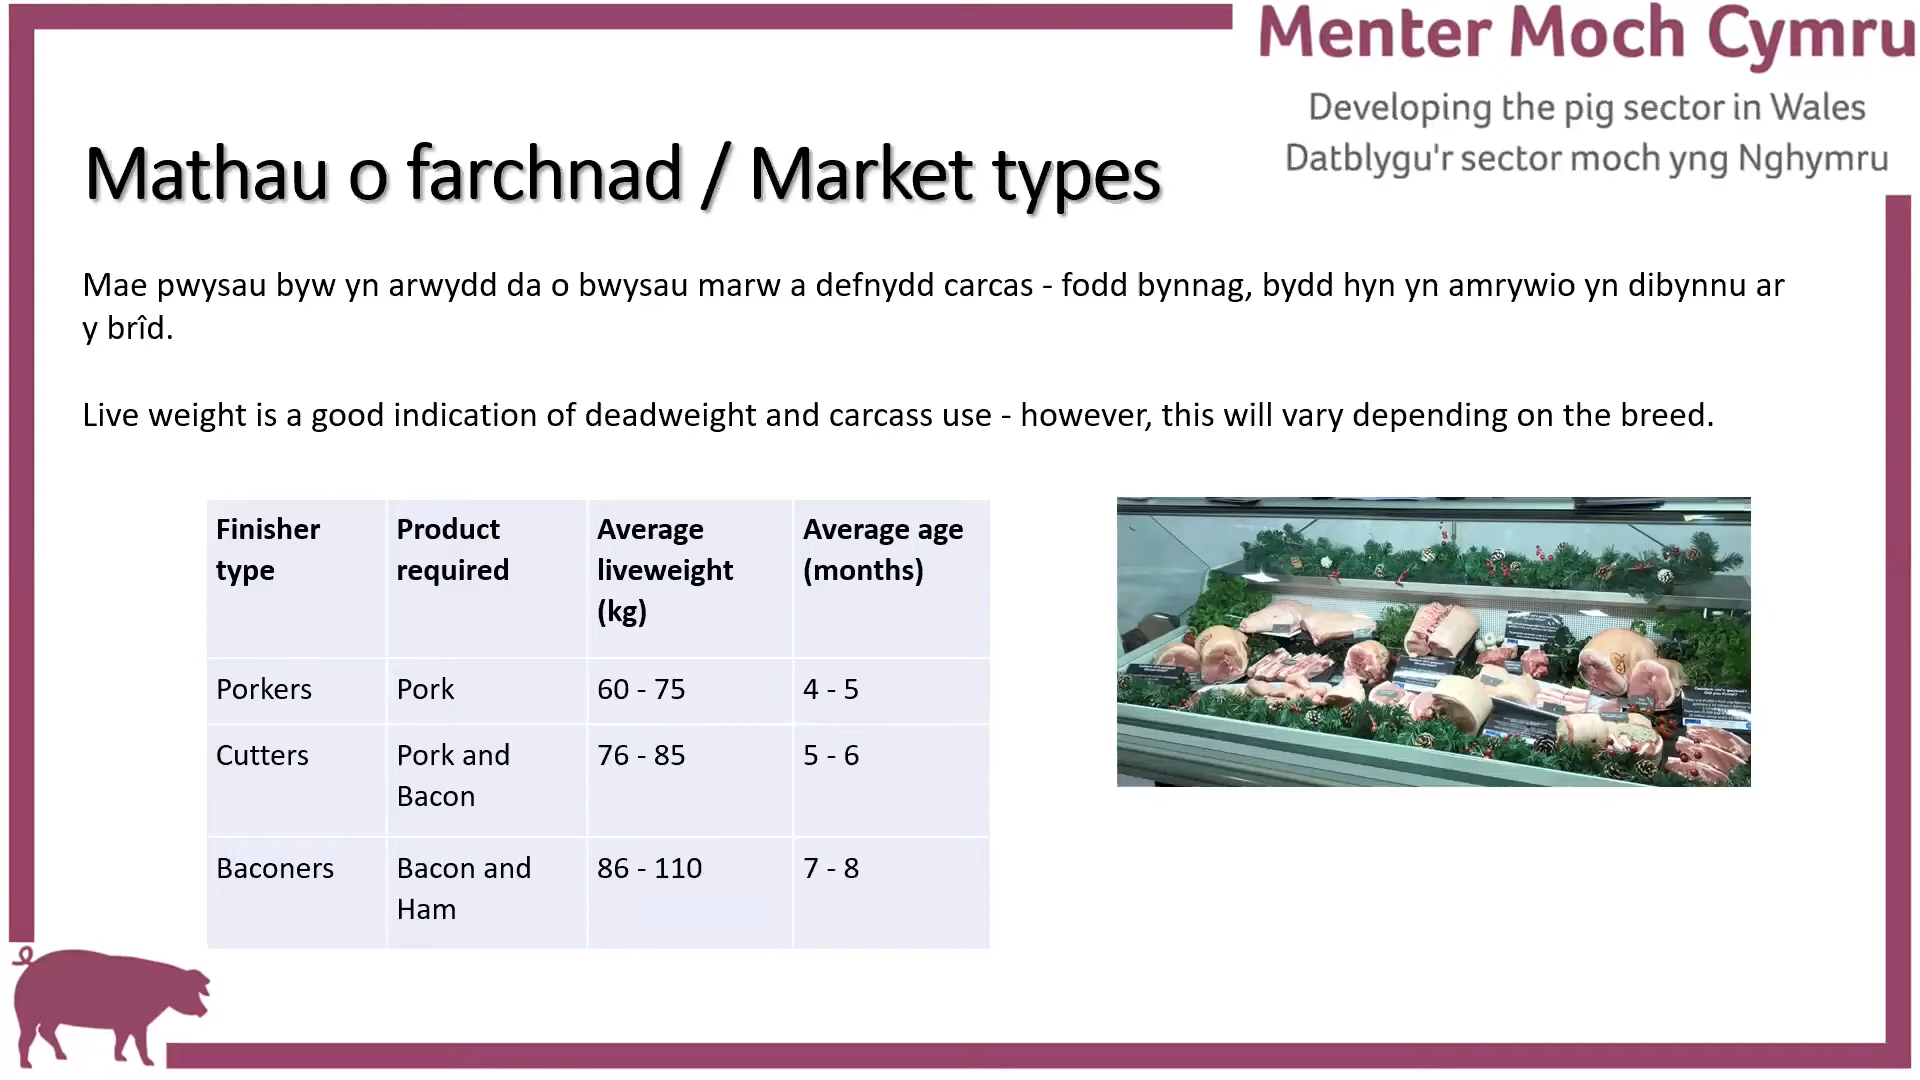 Menter Moch Cymru
Developing the pig sector in Wales
Datblygu'r sector moch yng Nghymru
Mathau o farchnad / Market types
Mae pwysau byw yn arwydd da o bwysau marw a defnydd carcas - fodd bynnag, bydd hyn yn amrywio yn dibynnu ar
y brîd.
Live weight is a good indication of deadweight and carcass use - however, this will vary depending on the breed.
Finisher type | Product required | Average liveweight (kg) | Average age (months)
Porkers | Pork | 60 - 75 | 4 - 5
Cutters | Pork and Bacon | 76 - 85 | 5 - 6
Baconers | Bacon and Ham | 86 - 110 | 7 - 8